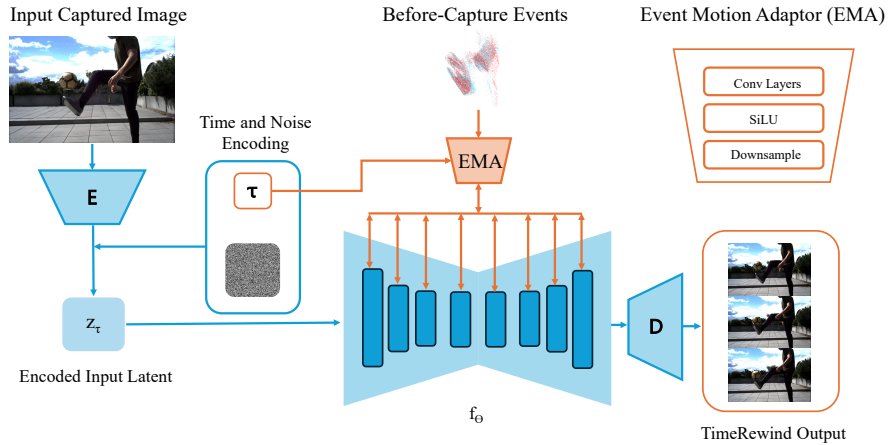 Input Captured Image
Before-Capture Events
Event Motion Adaptor (EMA)
Time and Noise
Encoding
Conv Layers
SiLU
Downsample
EMA
E
τ
z_τ
D
Encoded Input Latent
f_Θ
TimeRewind Output